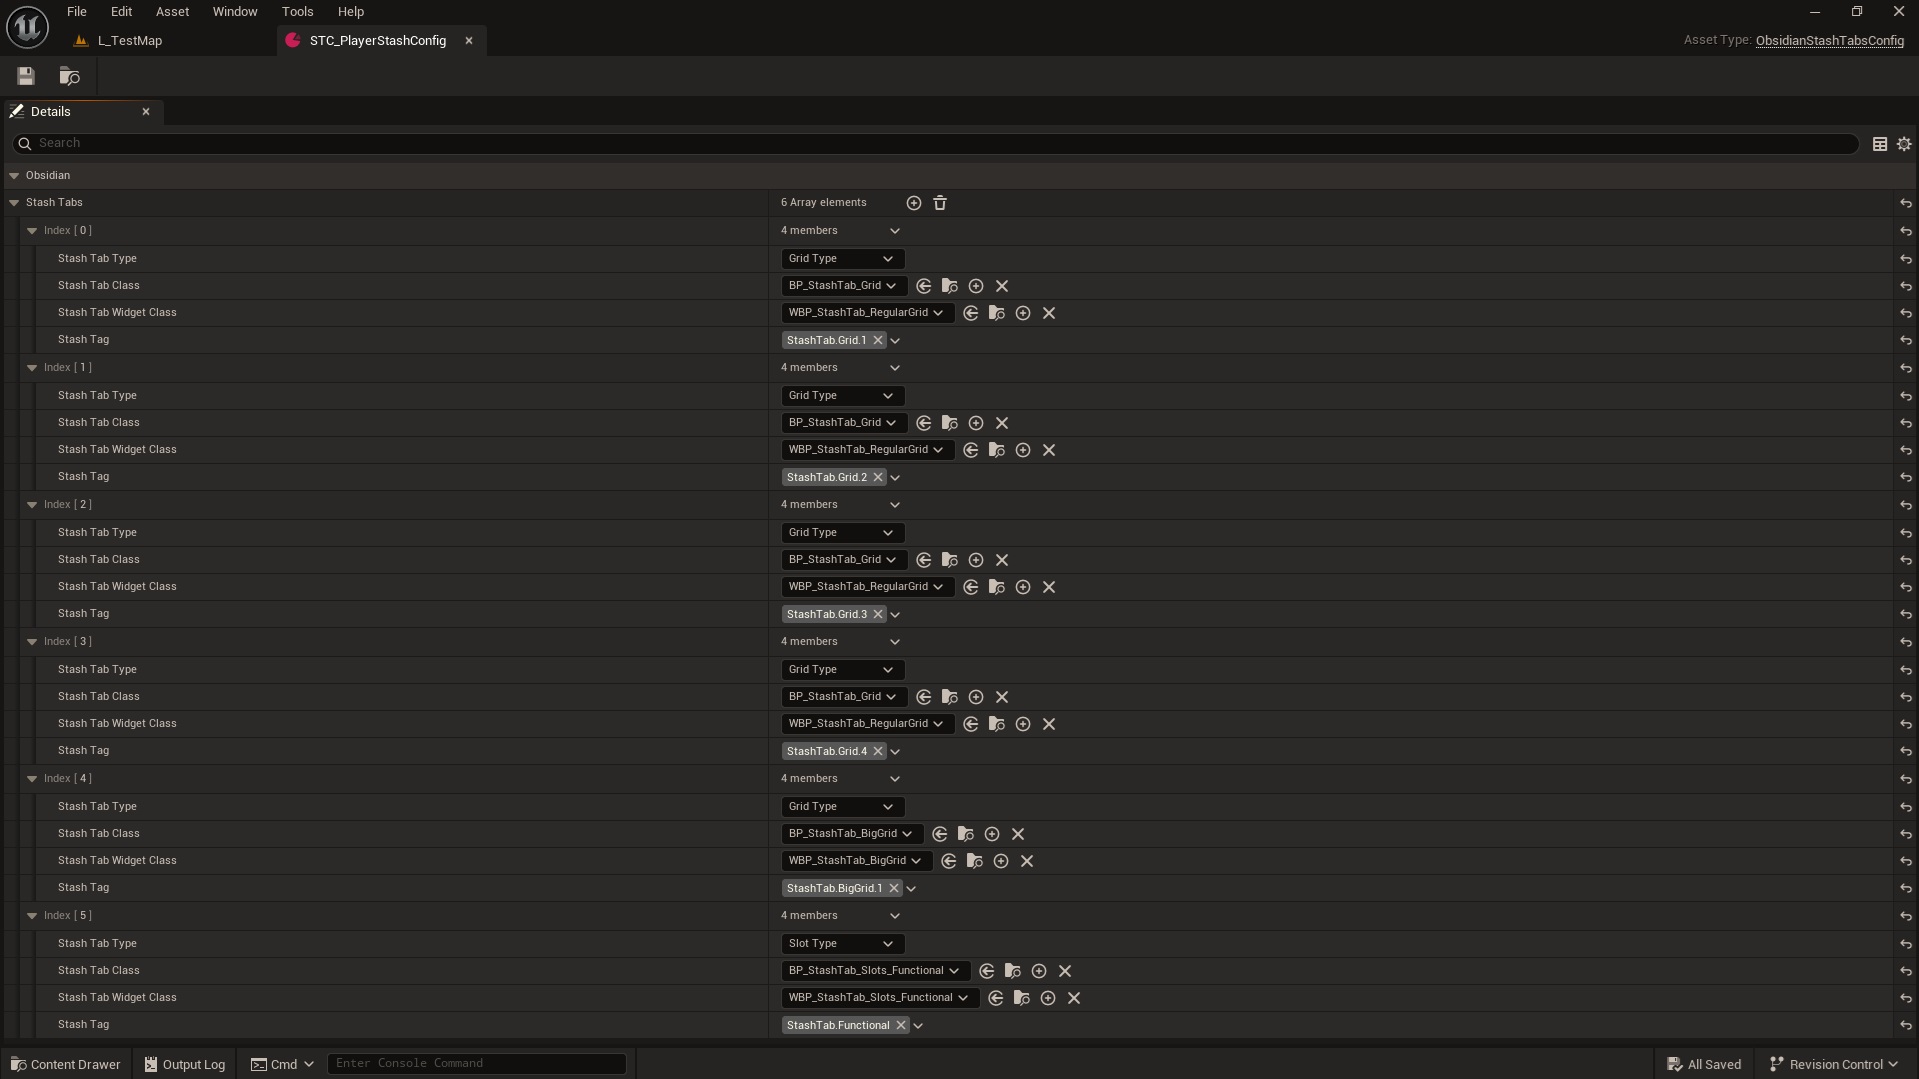 File Edit Asset Window Tools Help
L_TestMap
STC_PlayerStashConfig
Asset Type: ObsidianStashTabsConfig
Details
Search
Obsidian
Stash Tabs 6 Array elements
Index [ 0 ] 4 members
Stash Tab Type Grid Type
Stash Tab Class BP_StashTab_Grid
Stash Tab Widget Class WBP_StashTab_RegularGrid
Stash Tag StashTab.Grid.1
Index [ 1 ] 4 members
Stash Tab Type Grid Type
Stash Tab Class BP_StashTab_Grid
Stash Tab Widget Class WBP_StashTab_RegularGrid
Stash Tag StashTab.Grid.2
Index [ 2 ] 4 members
Stash Tab Type Grid Type
Stash Tab Class BP_StashTab_Grid
Stash Tab Widget Class WBP_StashTab_RegularGrid
Stash Tag StashTab.Grid.3
Index [ 3 ] 4 members
Stash Tab Type Grid Type
Stash Tab Class BP_StashTab_Grid
Stash Tab Widget Class WBP_StashTab_RegularGrid
Stash Tag StashTab.Grid.4
Index [ 4 ] 4 members
Stash Tab Type Grid Type
Stash Tab Class BP_StashTab_BigGrid
Stash Tab Widget Class WBP_StashTab_BigGrid
Stash Tag StashTab.BigGrid.1
Index [ 5 ] 4 members
Stash Tab Type Slot Type
Stash Tab Class BP_StashTab_Slots_Functional
Stash Tab Widget Class WBP_StashTab_Slots_Functional
Stash Tag StashTab.Functional
Content Drawer Output Log Cmd Enter Console Command All Saved Revision Control